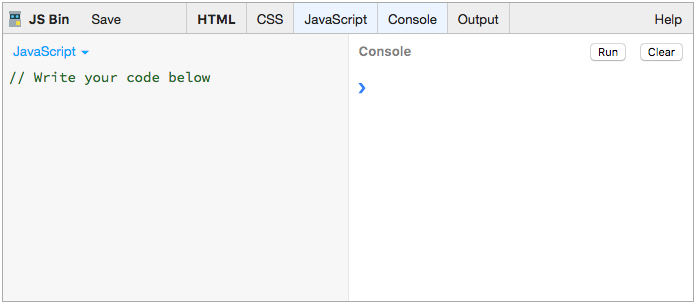 JS Bin Save HTML CSS JavaScript Console Output Help
JavaScript Console Run Clear
// Write your code below